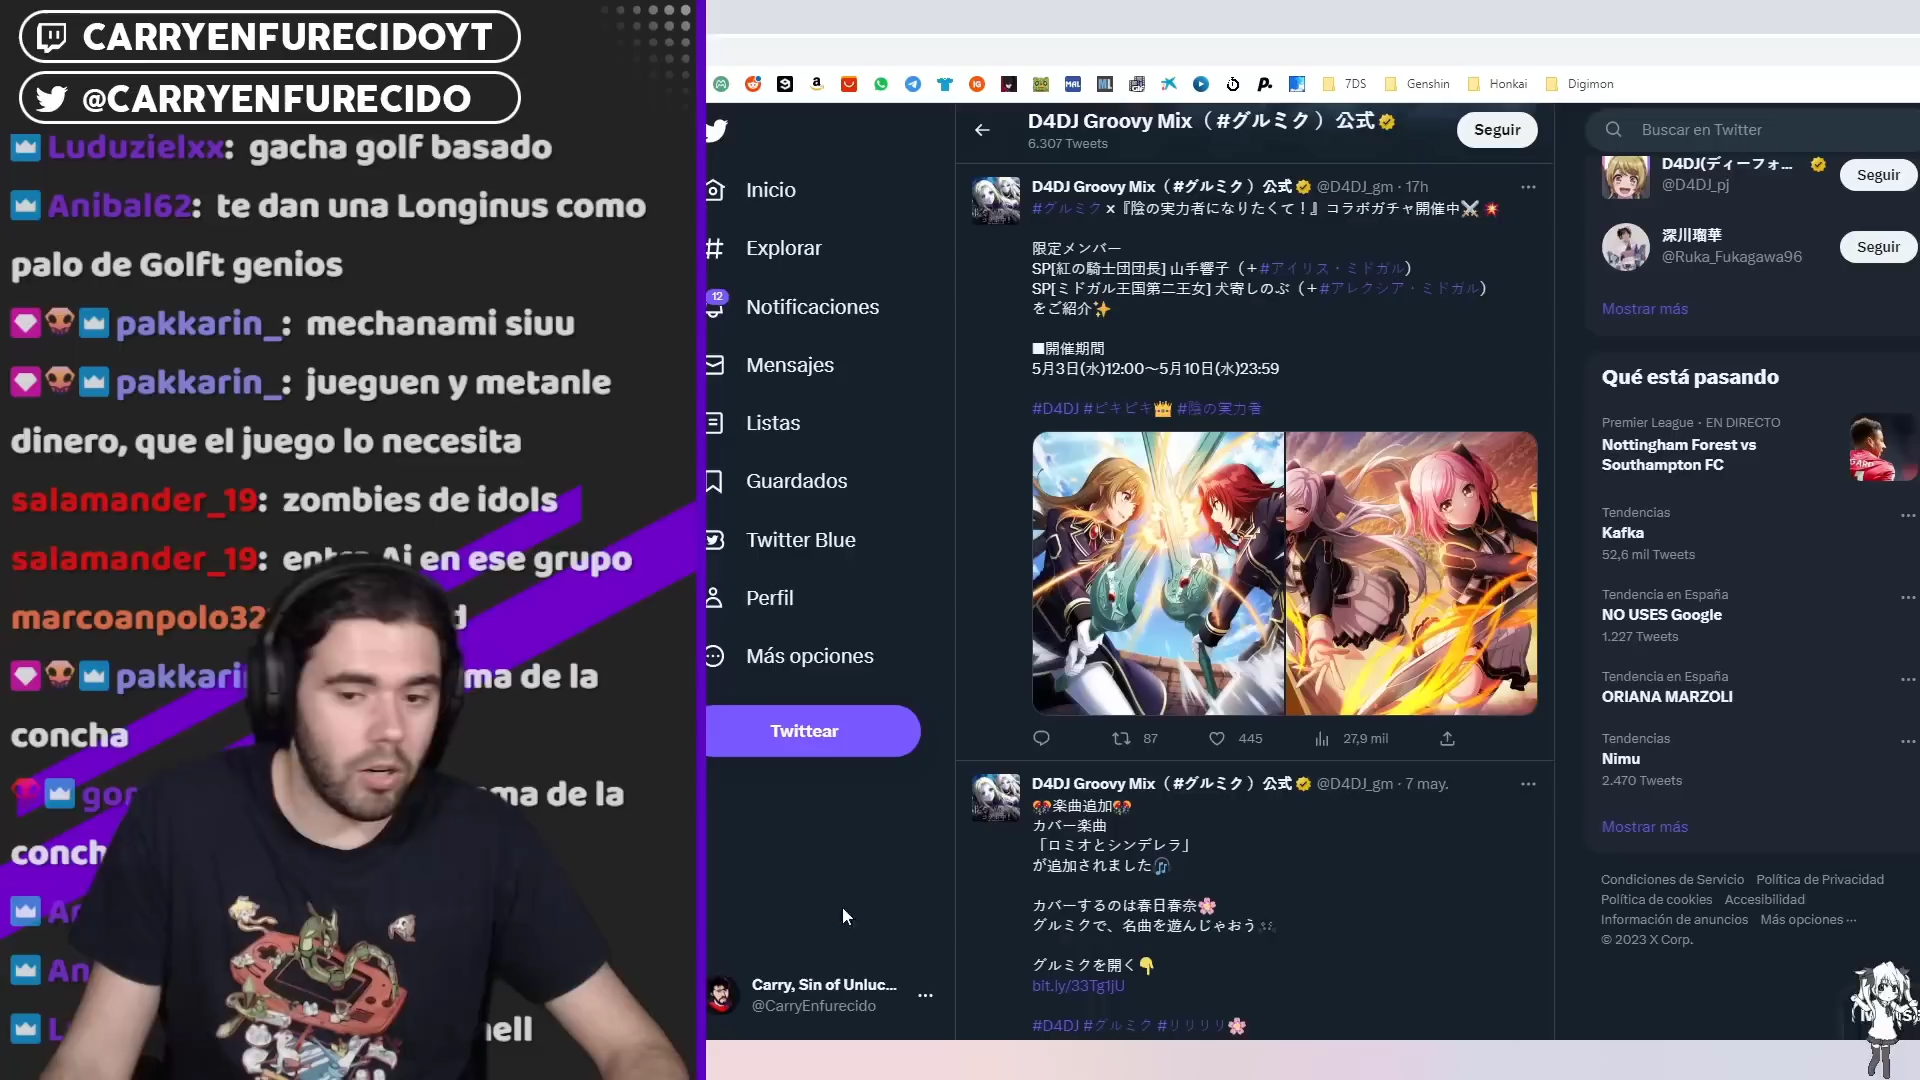 CARRYENFURECIDOYT
@CARRYENFURECIDO
Luduzielxx: gacha golf basado
Anibal62: te dan una Longinus como
palo de Golft genios
pakkarin_: mechanami siuu
pakkarin_: jueguen y metanle
dinero, que el juego lo necesita
salamander_19: zombies de idols
salamander_19: entra Ai en ese grupo
marcoanpolo32
ma de la
concha
ma de la
7DS
Genshin
Honkai
Digimon
Inicio
Explorar
12
Notificaciones
Mensajes
Listas
Guardados
Twitter Blue
Perfil
Más opciones
Twittear
Carry, Sin of Unluc...
@CarryEnfurecido
D4DJ Groovy Mix（ #グルミク ）公式
6.307 Tweets
Seguir
D4DJ Groovy Mix（ #グルミク ）公式 @D4DJ_gm · 17h
#グルミク x『陰の実力者になりたくて！』コラボガチャ開催中⚔️💥
限定メンバー
SP[紅の騎士団団長] 山手響子（＋#アイリス・ミドガル）
SP[ミドガル王国第二王女] 犬寄しのぶ（＋#アレクシア・ミドガル）
をご紹介✨
■開催期間
5月3日(水)12:00～5月10日(水)23:59
#D4DJ #ピキピキ👑 #陰の実力者
87
445
27,9 mil
D4DJ Groovy Mix（ #グルミク ）公式 @D4DJ_gm · 7 may.
楽曲追加
カバー楽曲
「ロミオとシンデレラ」
が追加されました
カバーするのは春日春奈🌸
グルミクで、名曲を遊んじゃおう🎶
グルミクを開く👇
bit.ly/33Tg1jU
#D4DJ #グルミク #リリリリ🌸
Buscar en Twitter
D4DJ(ディーフォ...
@D4DJ_pj
Seguir
深川瑠華
@Ruka_Fukagawa96
Seguir
Mostrar más
Qué está pasando
Premier League · EN DIRECTO
Nottingham Forest vs
Southampton FC
Tendencias
Kafka
52,6 mil Tweets
Tendencia en España
NO USES Google
1.227 Tweets
Tendencia en España
ORIANA MARZOLI
Tendencias
Nimu
2.470 Tweets
Mostrar más
Condiciones de Servicio Política de Privacidad
Política de cookies Accesibilidad
Información de anuncios Más opciones ···
© 2023 X Corp.